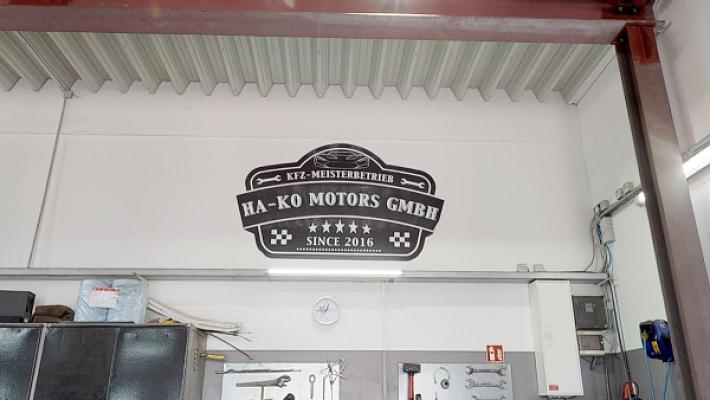 KFZ-MEISTERBETRIEB
HA-KO MOTORS GMBH
SINCE 2016